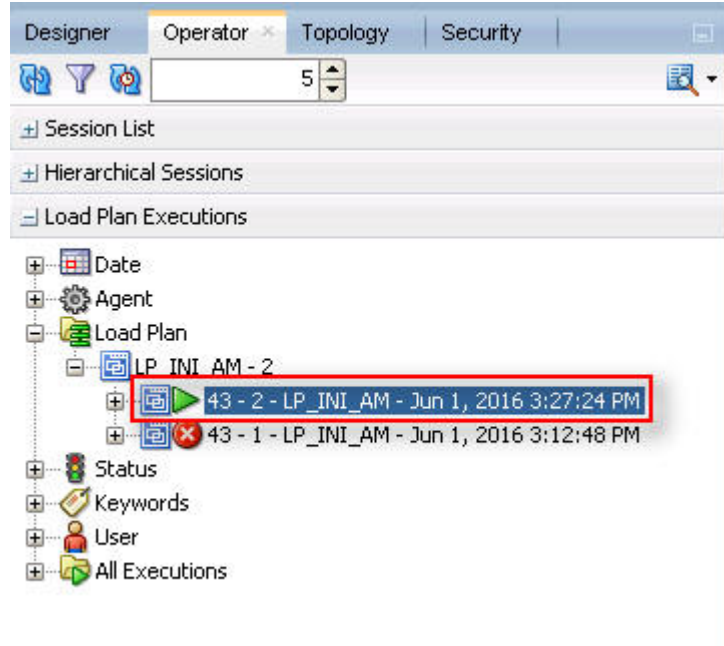 Designer Operator Topology Security
5
Session List
Hierarchical Sessions
Load Plan Executions
Date
Agent
Load Plan
LP_INI_AM - 2
43 - 2 - LP_INI_AM - Jun 1, 2016 3:27:24 PM
43 - 1 - LP_INI_AM - Jun 1, 2016 3:12:48 PM
Status
Keywords
User
All Executions